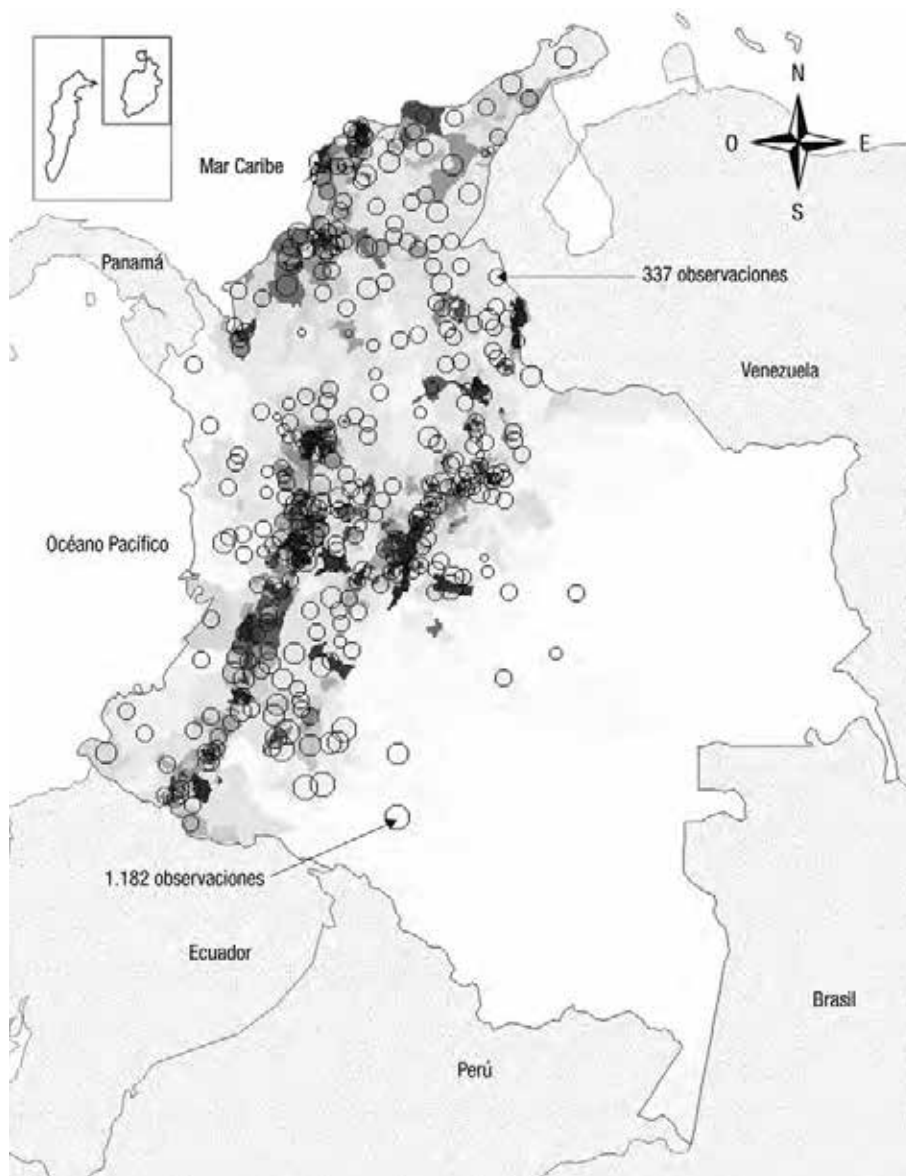 N
Mar Caribe
O
E
S
Panamá
337 observaciones
Venezuela
Océano Pacífico
1.182 observaciones
Ecuador
Brasil
Perú